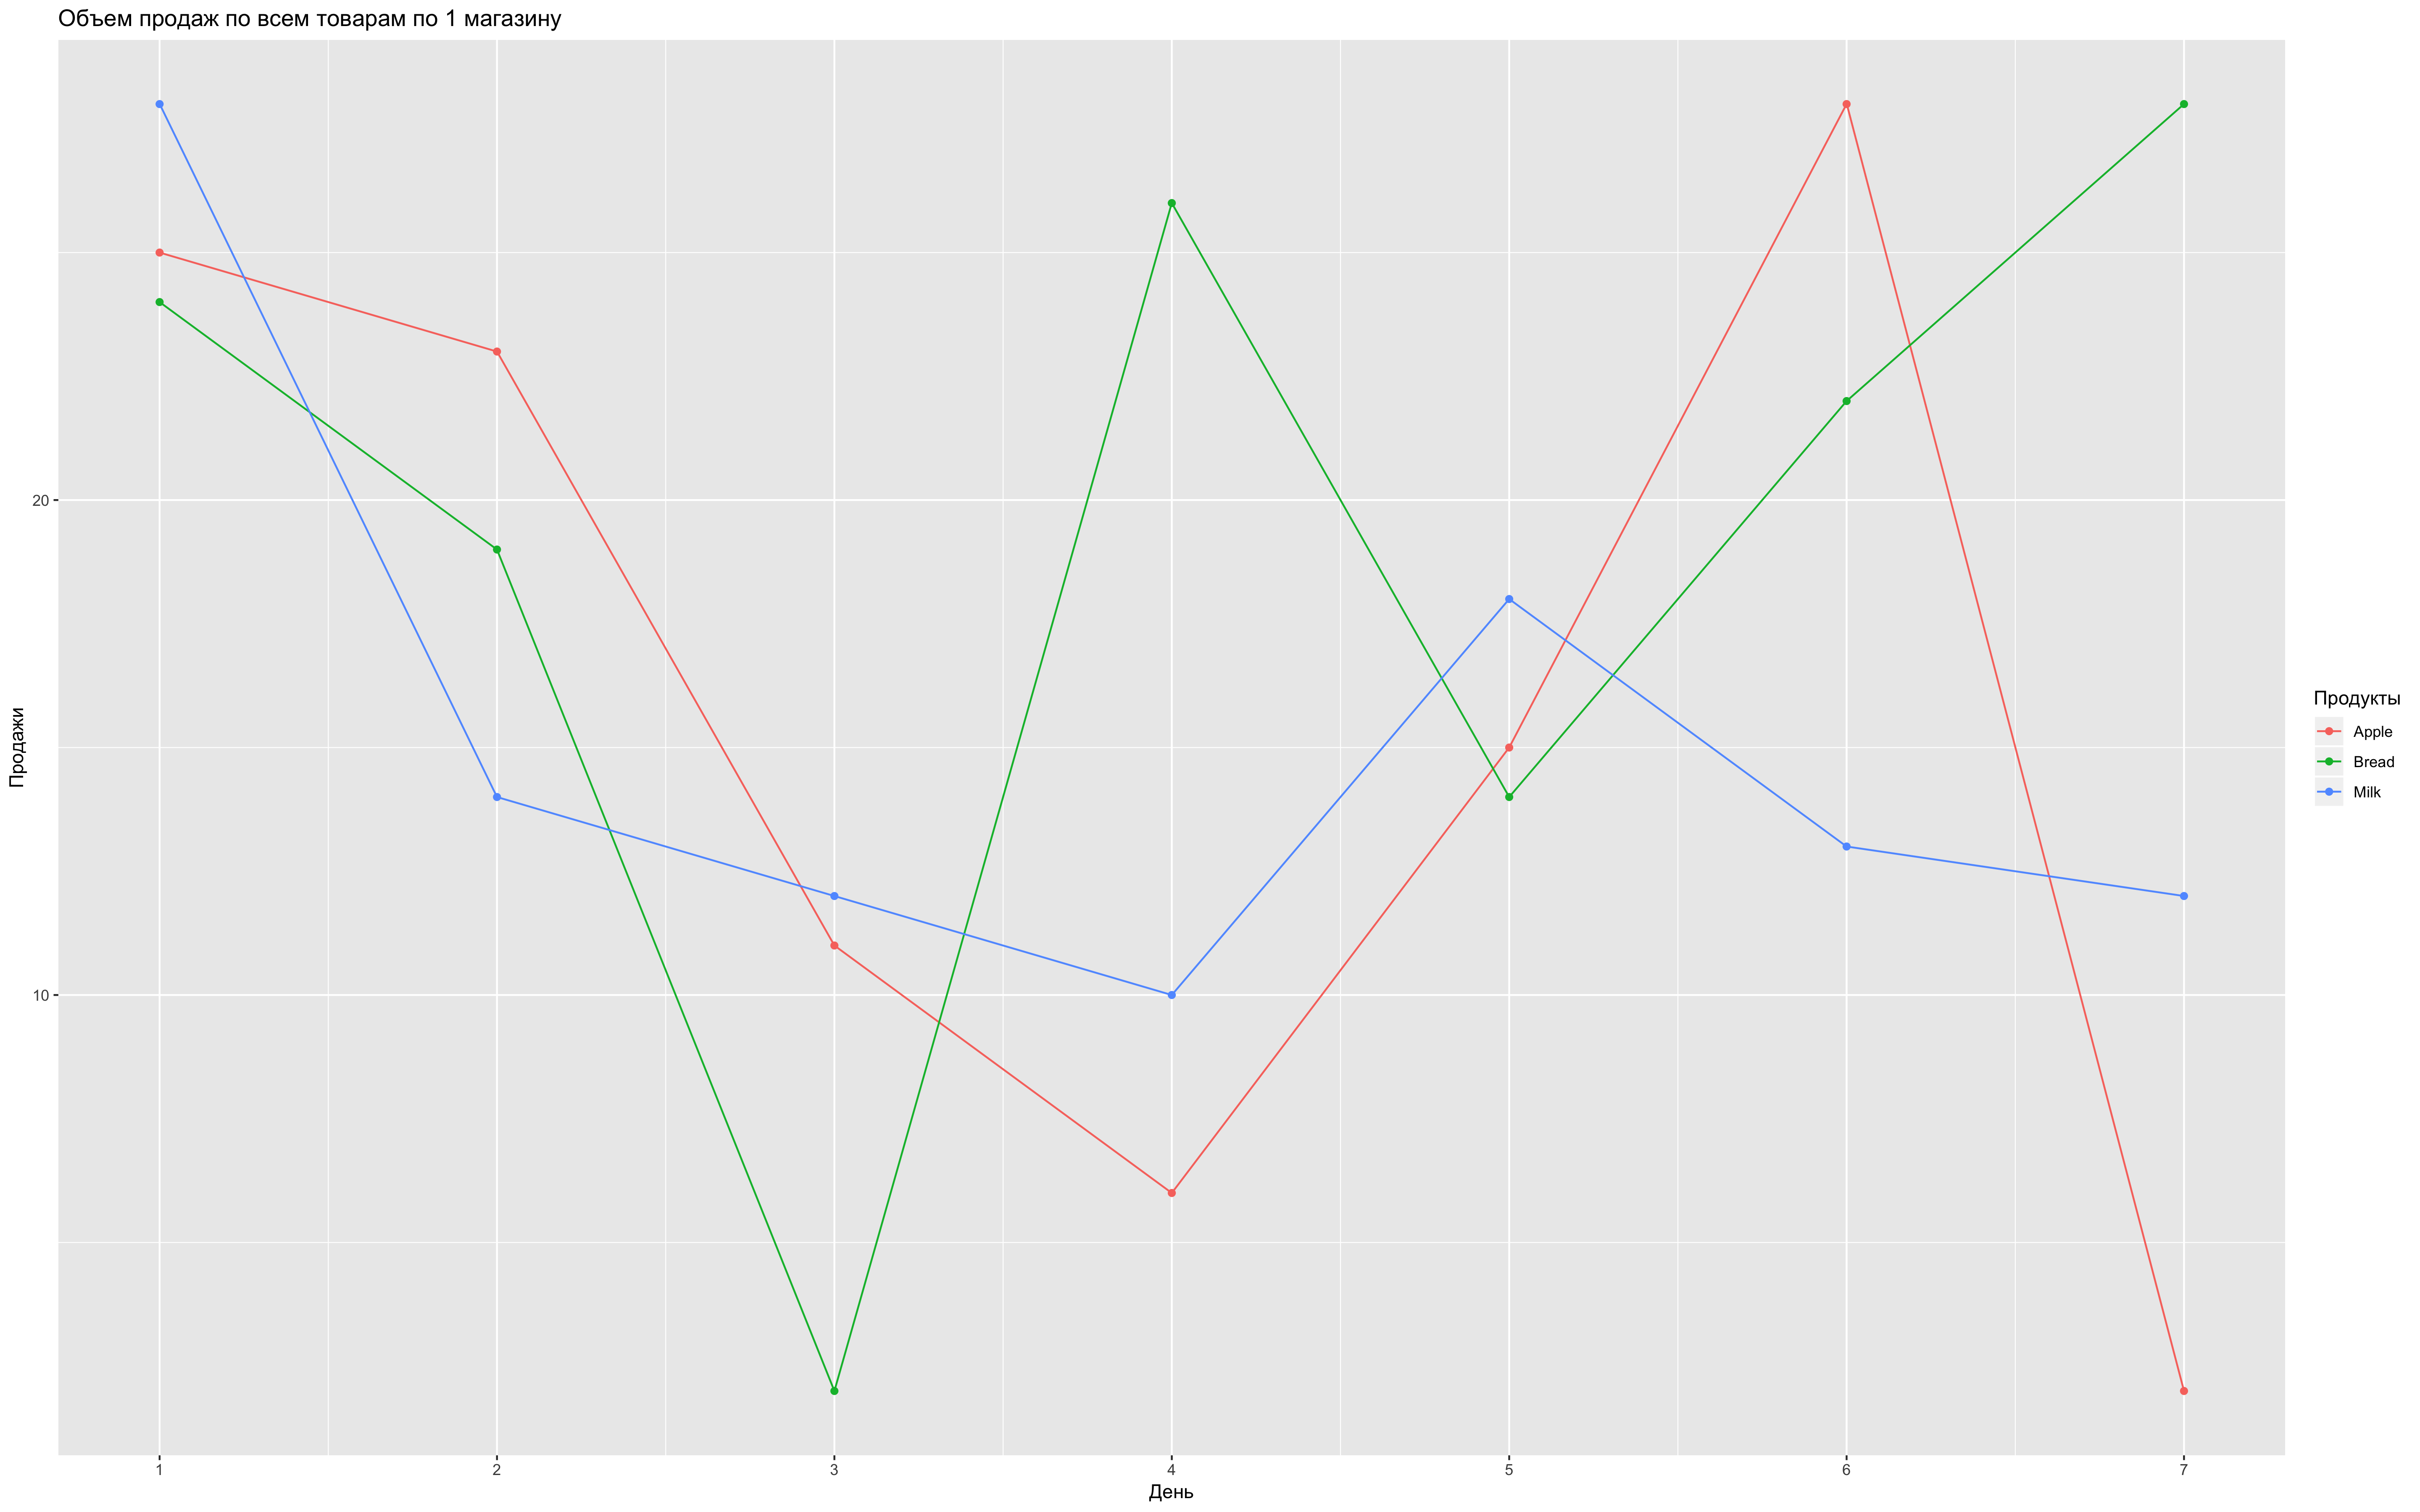 Объем продаж по всем товарам по 1 магазину
Продажи
20
10
1 2 3 4 5 6 7
День
Продукты
Apple
Bread
Milk